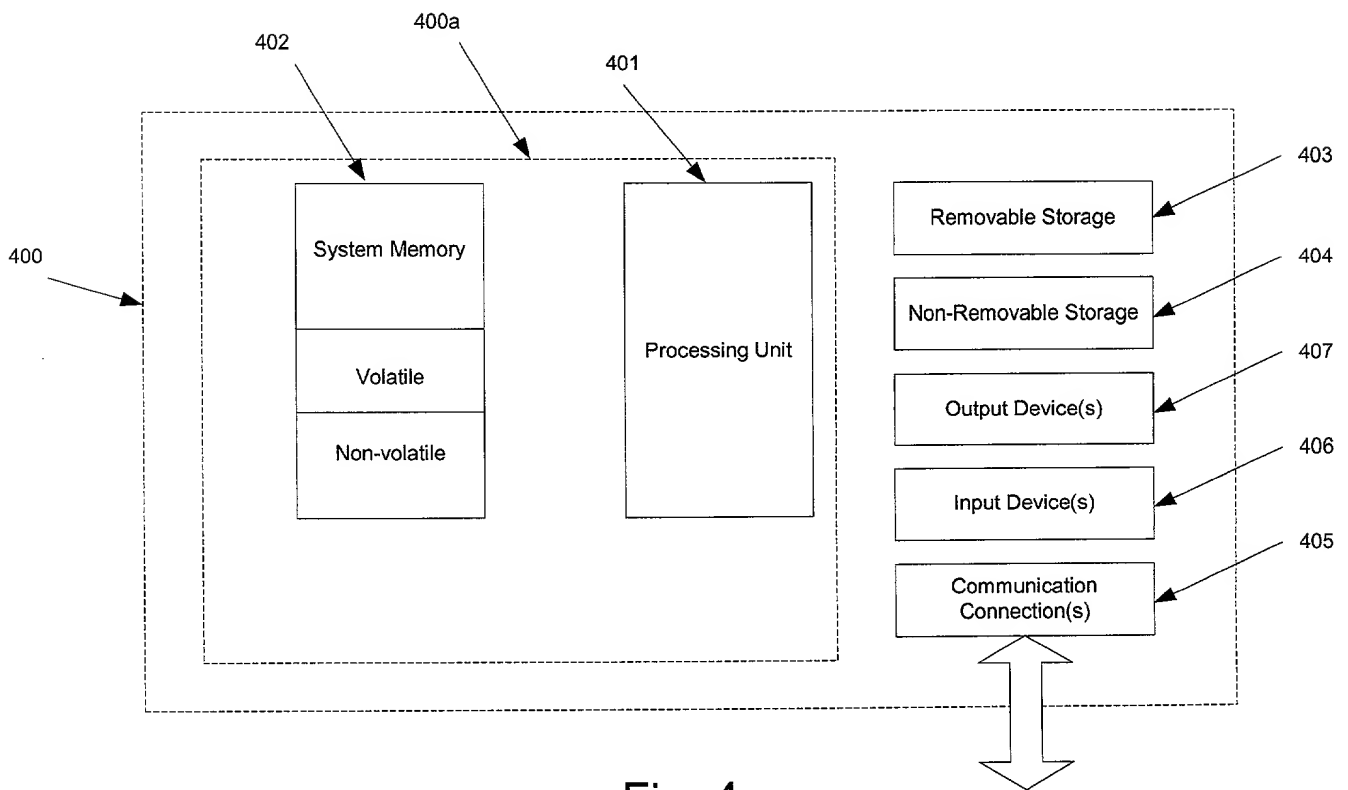 400a
402
401
403
System Memory
Removable Storage
400
404
Non-Removable Storage
Processing Unit
407
Volatile
Output Device(s)
406
Non-volatile
Input Device(s)
405
Communication
Connection(s)
Fig. 4